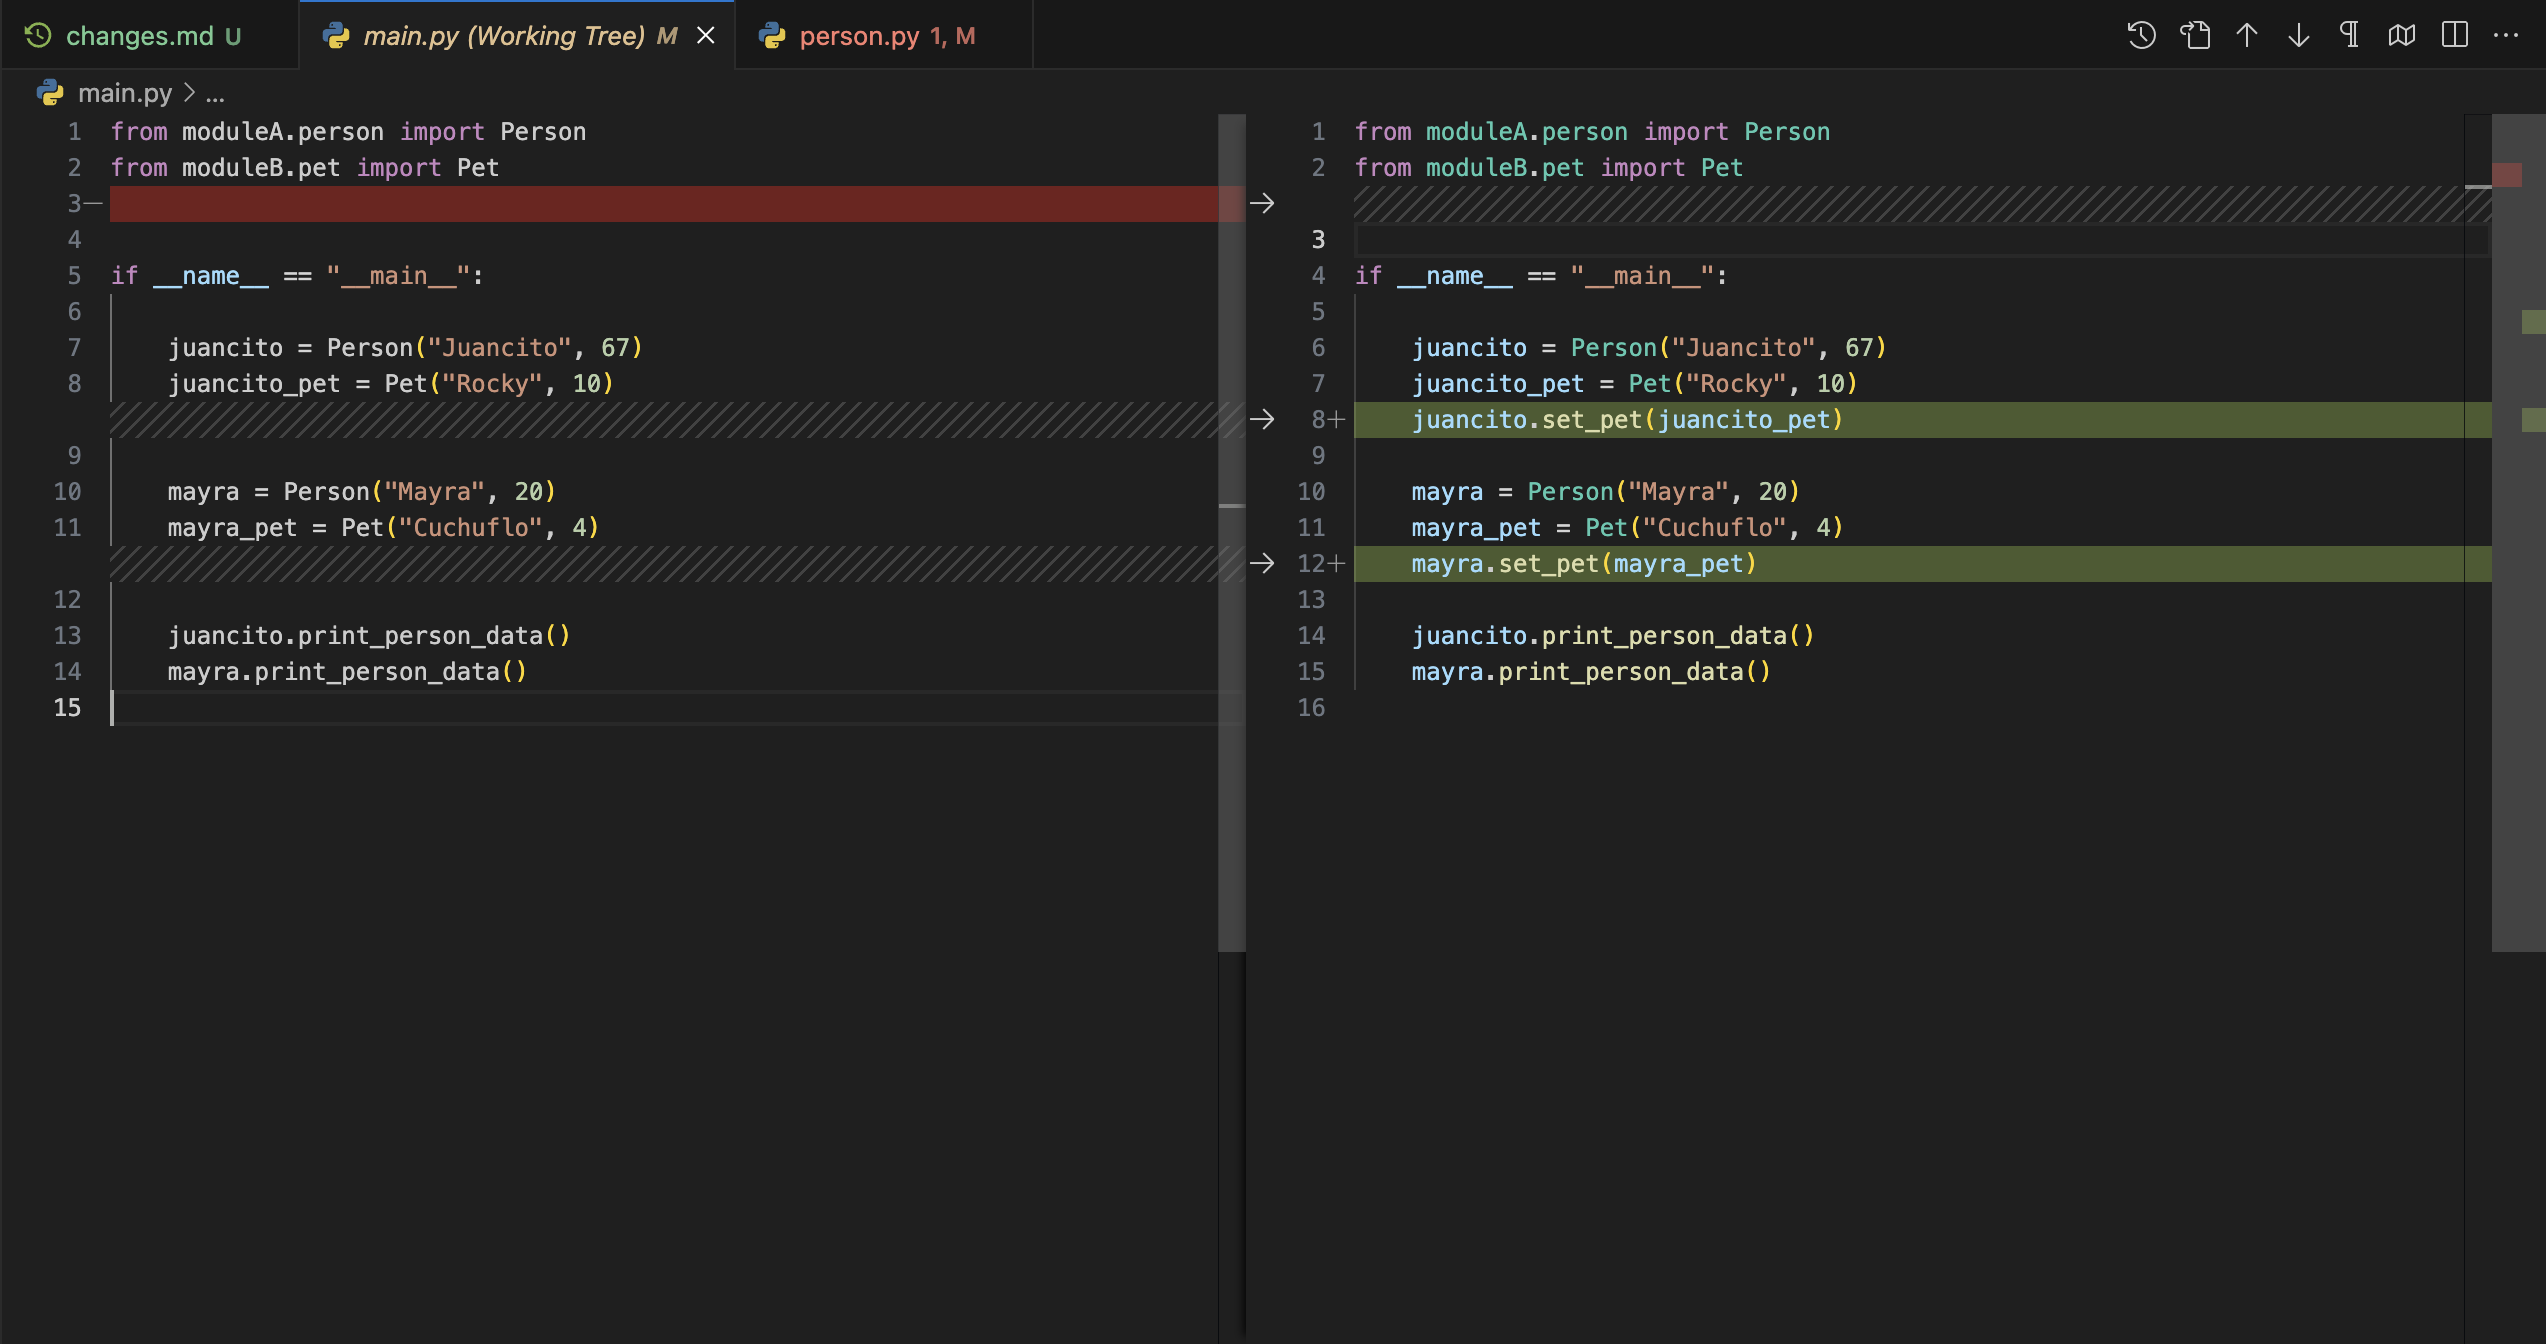 changes.md U
main.py (Working Tree) M
person.py 1, M
main.py > ...
1 from moduleA.person import Person
2 from moduleB.pet import Pet
3—
4
5 if __name__ == "__main__":
6
7     juancito = Person("Juancito", 67)
8     juancito_pet = Pet("Rocky", 10)
9
10     mayra = Person("Mayra", 20)
11     mayra_pet = Pet("Cuchuflo", 4)
12
13     juancito.print_person_data()
14     mayra.print_person_data()
15
1 from moduleA.person import Person
2 from moduleB.pet import Pet
3
4 if __name__ == "__main__":
5
6     juancito = Person("Juancito", 67)
7     juancito_pet = Pet("Rocky", 10)
8+     juancito.set_pet(juancito_pet)
9
10     mayra = Person("Mayra", 20)
11     mayra_pet = Pet("Cuchuflo", 4)
12+     mayra.set_pet(mayra_pet)
13
14     juancito.print_person_data()
15     mayra.print_person_data()
16